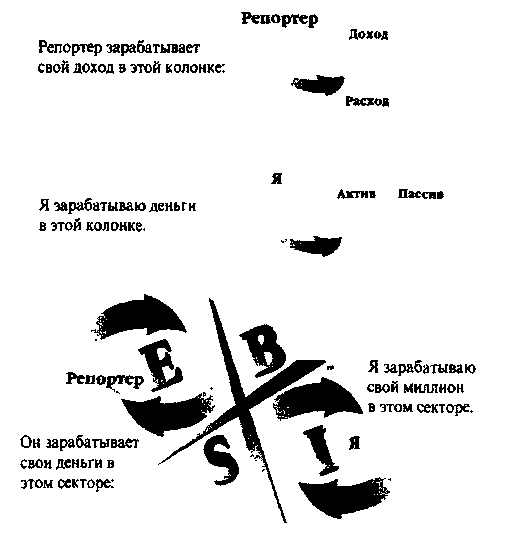 Репортер
Доход
Репортер зарабатывает
свой доход в этой колонке:
Расход
Я
Актив Пассив
Я зарабатываю деньги
в этой колонке.
E B
Репортер
Я зарабатываю
свой миллион
в этом секторе.
Он зарабатывает
свои деньги в
этом секторе:
S I Я